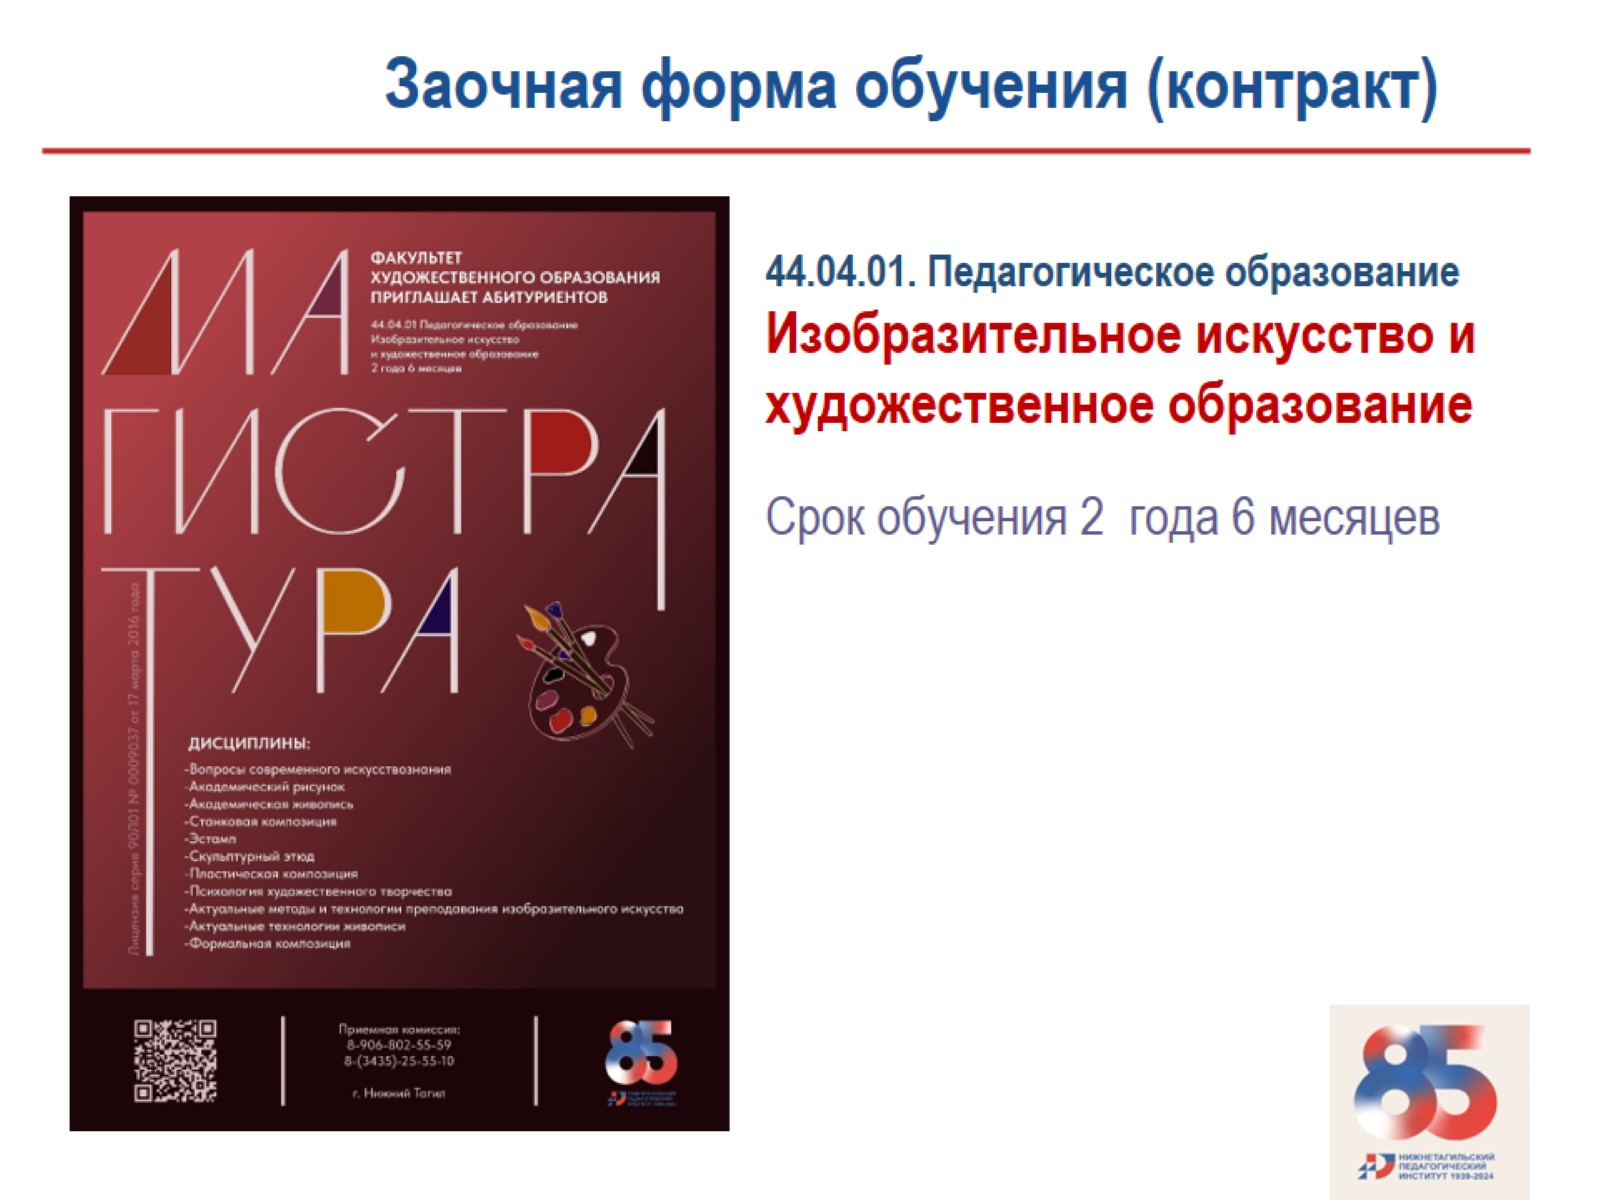 Заочная форма обучения (контракт)
МА
ГИСТРА
ТУРА
ФАКУЛЬТЕТ
ХУДОЖЕСТВЕННОГО ОБРАЗОВАНИЯ
ПРИГЛАШАЕТ АБИТУРИЕНТОВ
44.04.01 Педагогическое образование
Изобразительное искусство
и художественное образование
2 года 6 месяцев
Лицензия серия 90Л01 № 0009037 от 17 марта 2016 года
ДИСЦИПЛИНЫ:
-Вопросы современного искусствознания
-Академический рисунок
-Академическая живопись
-Станковая композиция
-Эстамп
-Скульптурный этюд
-Пластическая композиция
-Психология художественного творчества
-Актуальные методы и технологии преподавания изобразительного искусства
-Актуальные технологии живописи
-Формальная композиция
Приемная комиссия:
8-906-802-55-59
8-(3435)-25-55-10
г. Нижний Тагил
85
44.04.01. Педагогическое образование
Изобразительное искусство и
художественное образование
Срок обучения 2 года 6 месяцев
85
НИЖНЕТАГИЛЬСКИЙ
ПЕДАГОГИЧЕСКИЙ
ИНСТИТУТ 1939-2024